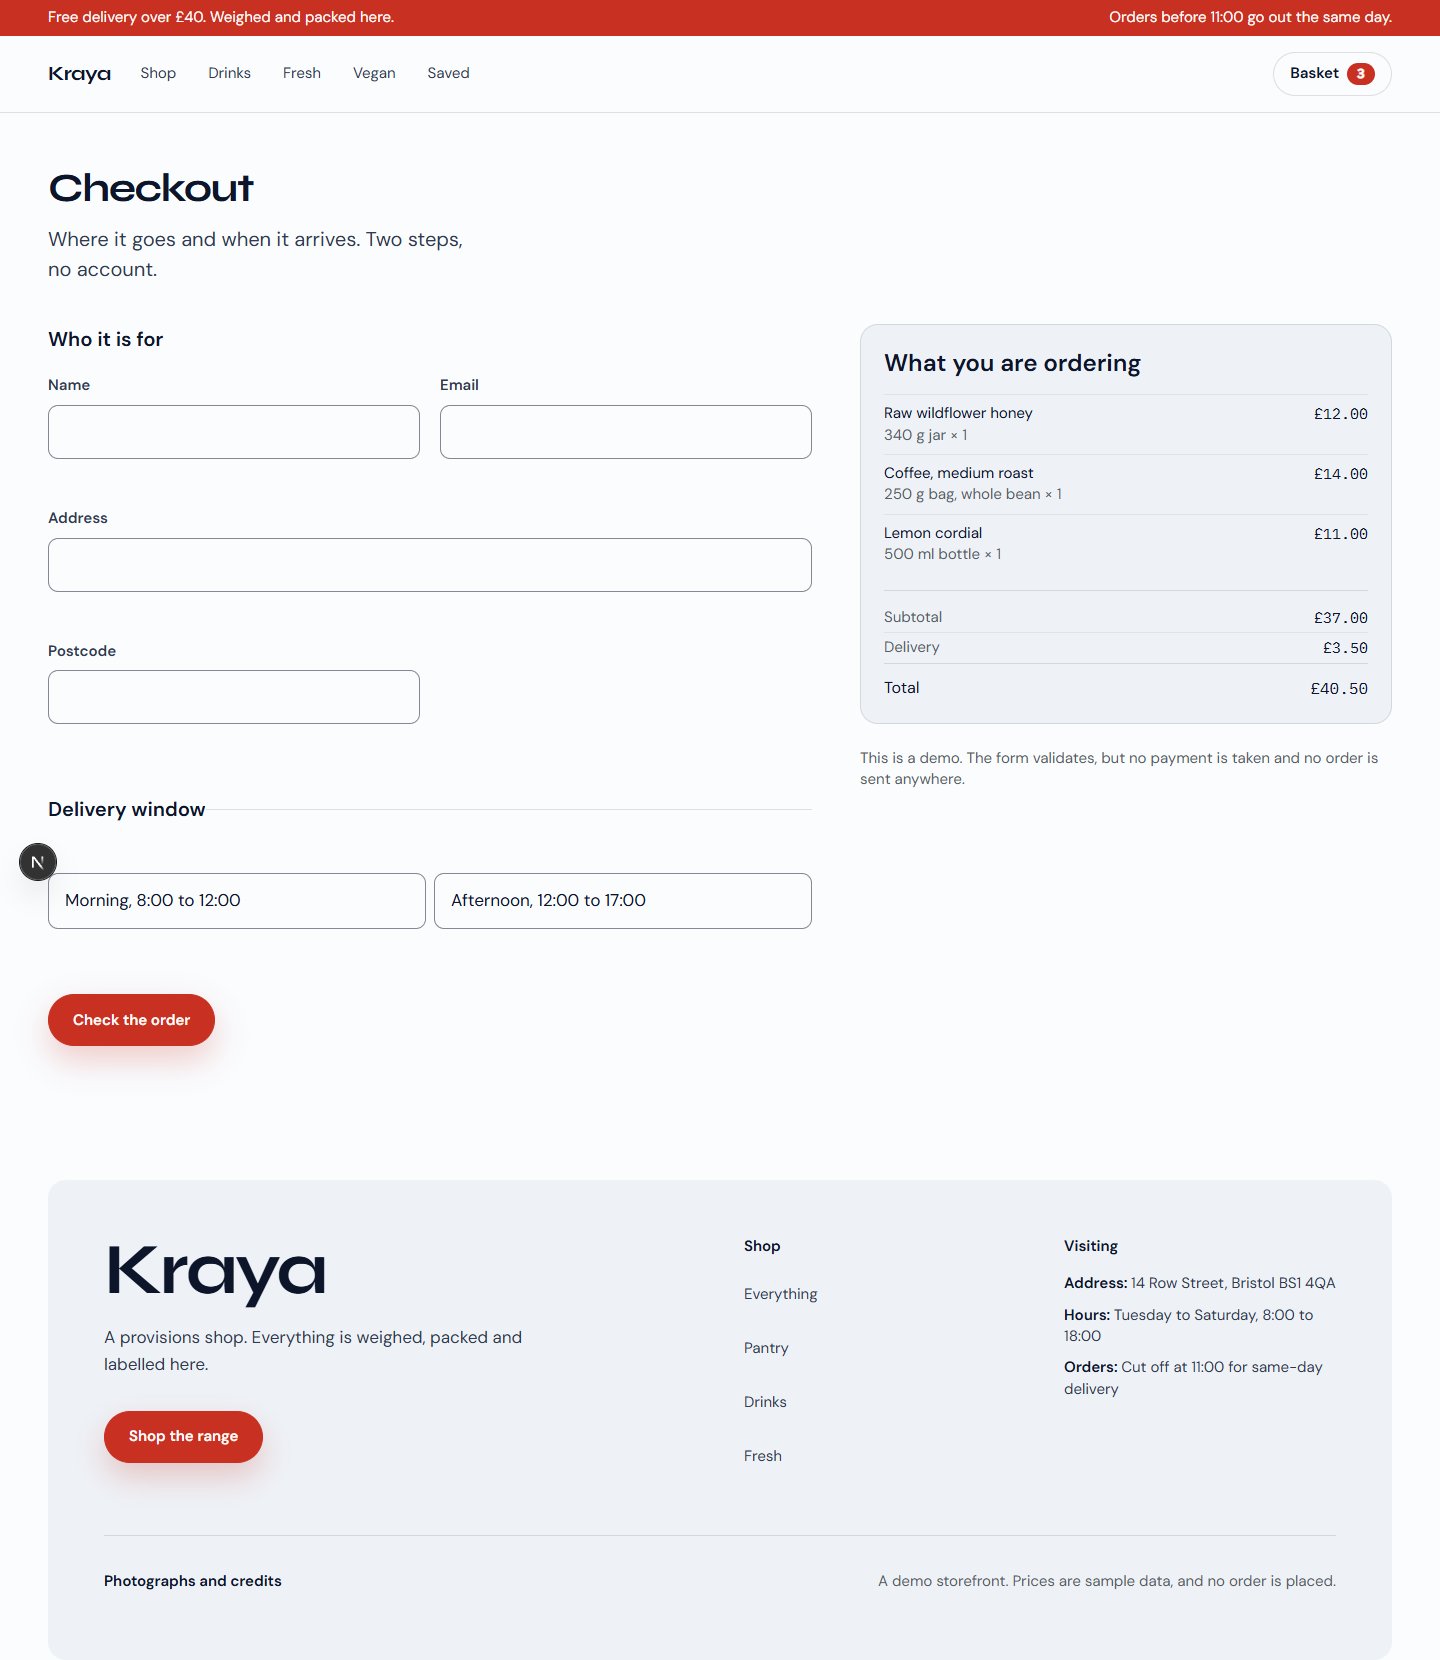 Free delivery over £40. Weighed and packed here.
Orders before 11:00 go out the same day.
Kraya
Shop
Drinks
Fresh
Vegan
Saved
Basket 3
Checkout
Where it goes and when it arrives. Two steps,
no account.
Who it is for
Name
Email
Address
Postcode
Delivery window
N
Morning, 8:00 to 12:00
Afternoon, 12:00 to 17:00
Check the order
What you are ordering
Raw wildflower honey £12.00
340 g jar × 1
Coffee, medium roast £14.00
250 g bag, whole bean × 1
Lemon cordial £11.00
500 ml bottle × 1
Subtotal £37.00
Delivery £3.50
Total £40.50
This is a demo. The form validates, but no payment is taken and no order is
sent anywhere.
Kraya
A provisions shop. Everything is weighed, packed and
labelled here.
Shop the range
Shop
Everything
Pantry
Drinks
Fresh
Visiting
Address: 14 Row Street, Bristol BS1 4QA
Hours: Tuesday to Saturday, 8:00 to
18:00
Orders: Cut off at 11:00 for same-day
delivery
Photographs and credits
A demo storefront. Prices are sample data, and no order is placed.